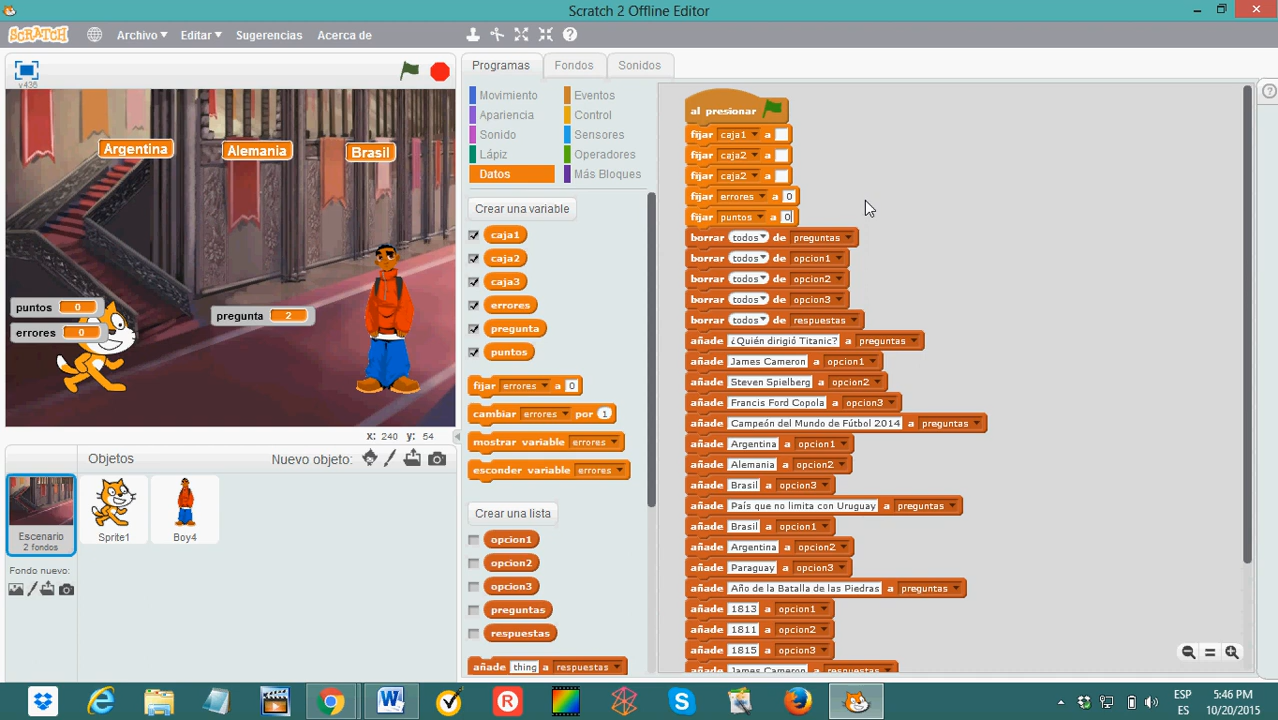 Scratch 2 Offline Editor
SCRATCH
Archivo
Editar
Sugerencias
Acerca de
v438
Argentina
Alemania
Brasil
puntos 0
errores 0
pregunta 2
x: 240 y: 54
Objetos
Nuevo objeto:
Escenario
2 fondos
Sprite1
Boy4
Fondo nuevo:
Programas
Fondos
Sonidos
Movimiento
Eventos
Apariencia
Control
Sonido
Sensores
Lápiz
Operadores
Datos
Más Bloques
Crear una variable
caja1
caja2
caja3
errores
pregunta
puntos
fijar errores a 0
cambiar errores por 1
mostrar variable errores
esconder variable errores
Crear una lista
opcion1
opcion2
opcion3
preguntas
respuestas
añade thing a respuestas
al presionar
fijar caja1 a
fijar caja2 a
fijar caja2 a
fijar errores a 0
fijar puntos a 0
borrar todos de preguntas
borrar todos de opcion1
borrar todos de opcion2
borrar todos de opcion3
borrar todos de respuestas
añade ¿Quién dirigió Titanic? a preguntas
añade James Cameron a opcion1
añade Steven Spielberg a opcion2
añade Francis Ford Copola a opcion3
añade Campeón del Mundo de Fútbol 2014 a preguntas
añade Argentina a opcion1
añade Alemania a opcion2
añade Brasil a opcion3
añade País que no limita con Uruguay a preguntas
añade Brasil a opcion1
añade Argentina a opcion2
añade Paraguay a opcion3
añade Año de la Batalla de las Piedras a preguntas
añade 1813 a opcion1
añade 1811 a opcion2
añade 1815 a opcion3
añade James Cameron a respuestas
ESP
ES
5:46 PM
10/20/2015